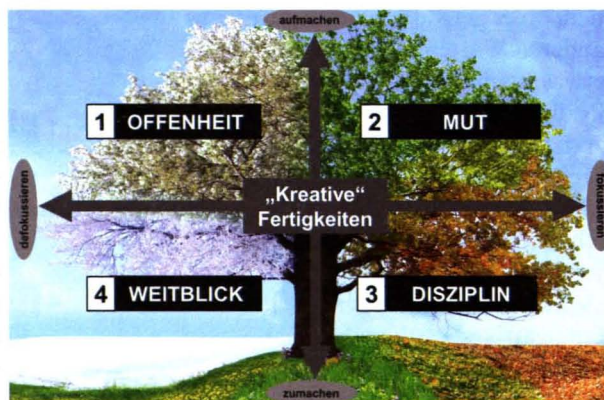 aufmachen
1 OFFENHEIT
2 MUT
defokussieren
„Kreative“
Fertigkeiten
fokussieren
4 WEITBLICK
3 DISZIPLIN
zumachen